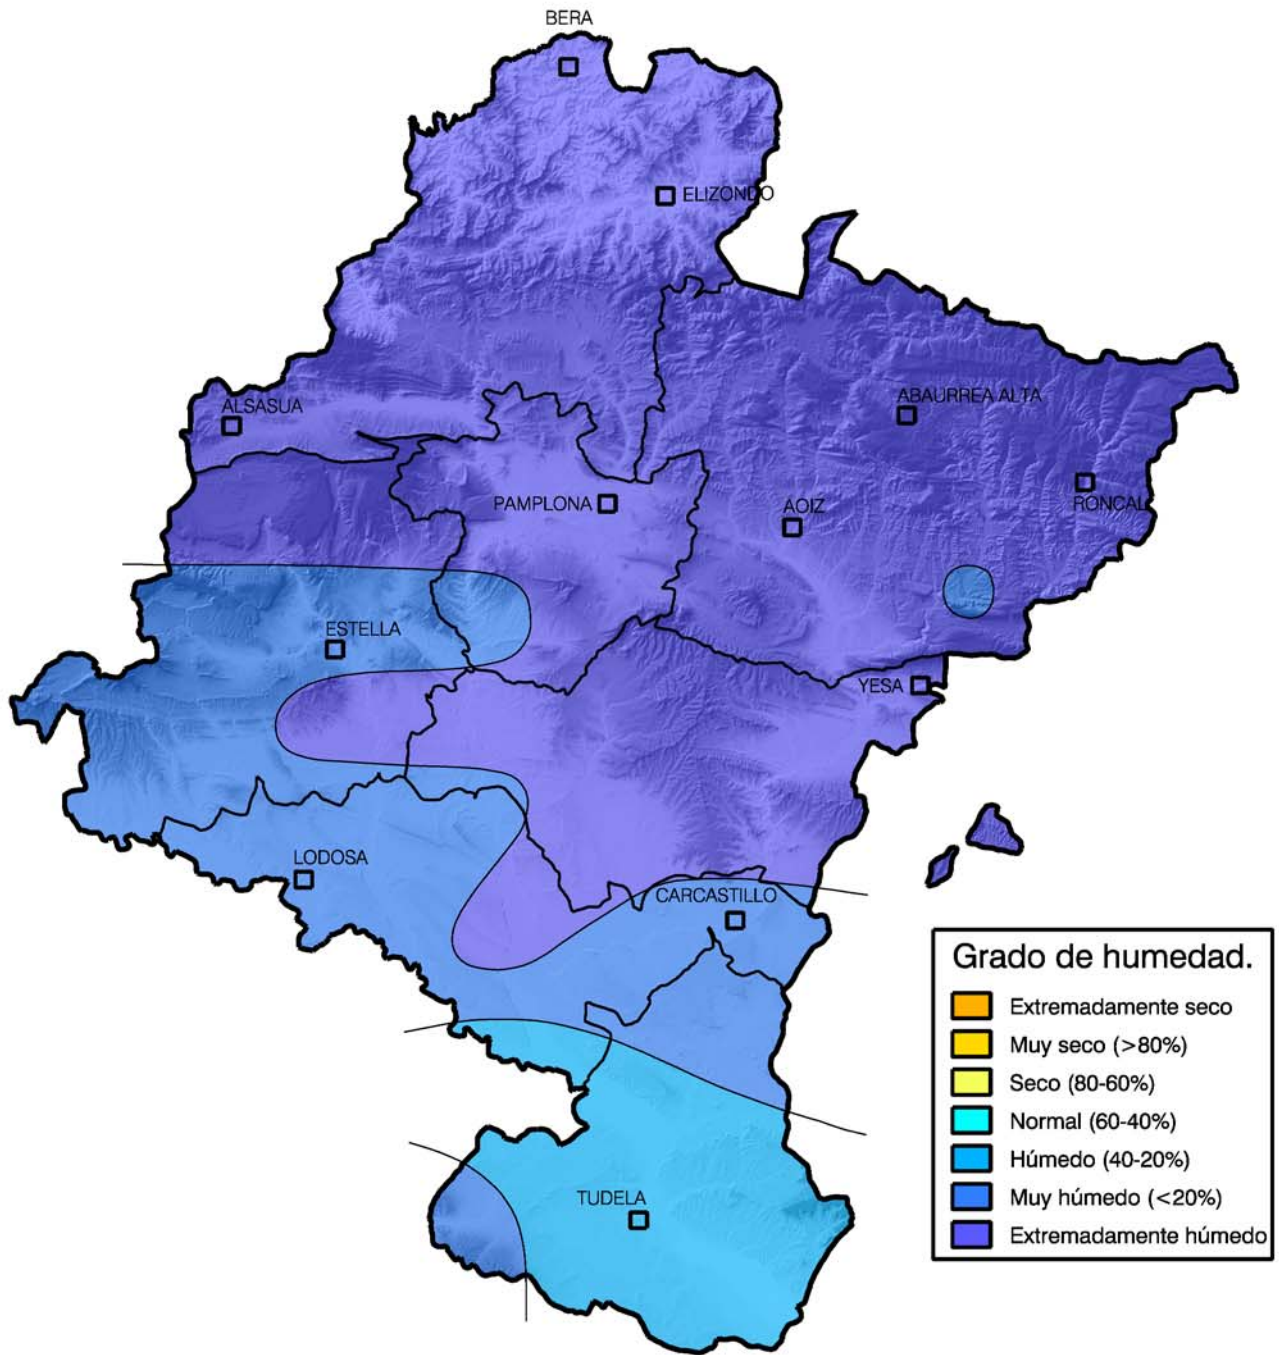 BERA
ELIZONDO
ALSASUA
ABAURREA ALTA
PAMPLONA
AOIZ
RONCAL
ESTELLA
YESA
LODOSA
CARCASTILLO
TUDELA
Grado de humedad.
Extremadamente seco
Muy seco (>80%)
Seco (80-60%)
Normal (60-40%)
Húmedo (40-20%)
Muy húmedo (<20%)
Extremadamente húmedo